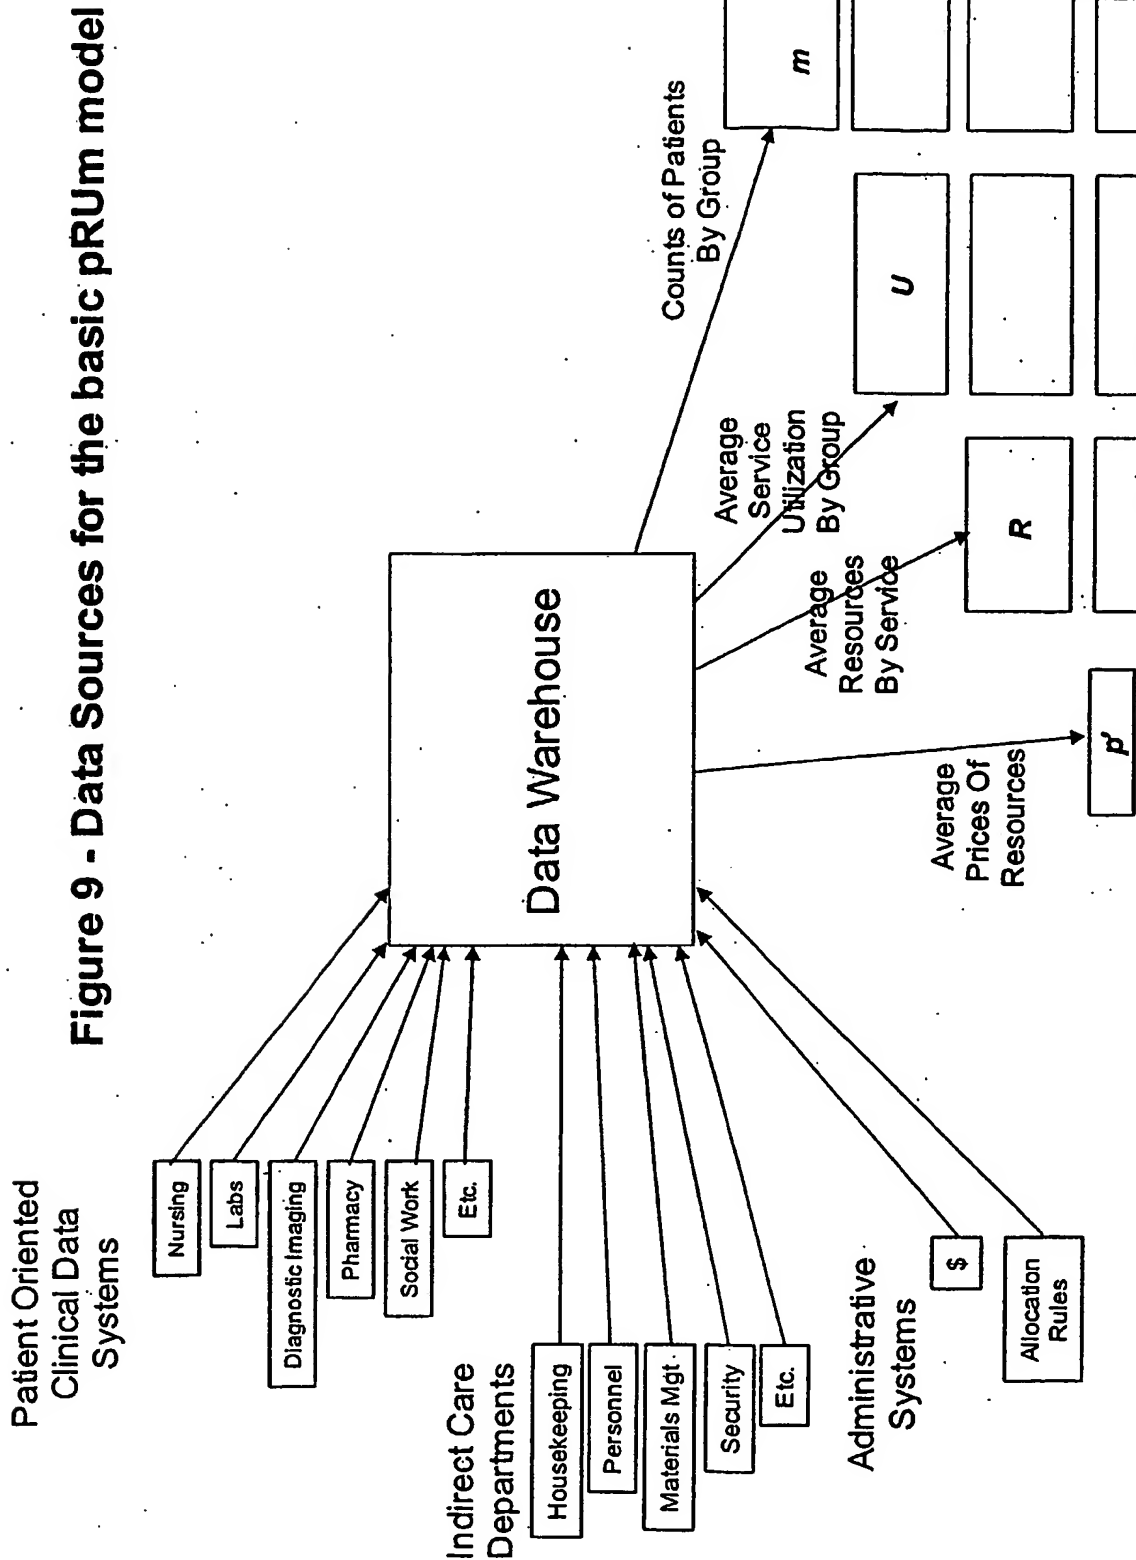 Figure 9 - Data Sources for the basic pRUm model
Patient Oriented
Clinical Data
Systems
Nursing
Labs
Diagnostic Imaging
Pharmacy
Social Work
Etc.
Indirect Care
Departments
Housekeeping
Personnel
Materials Mgt
Security
Etc.
Administrative
Systems
$
Allocation
Rules
Data Warehouse
Counts of Patients
By Group
Average
Service
Utilization
By Group
Average
Resources
By Service
Average
Prices Of
Resources
m
U
R
p'